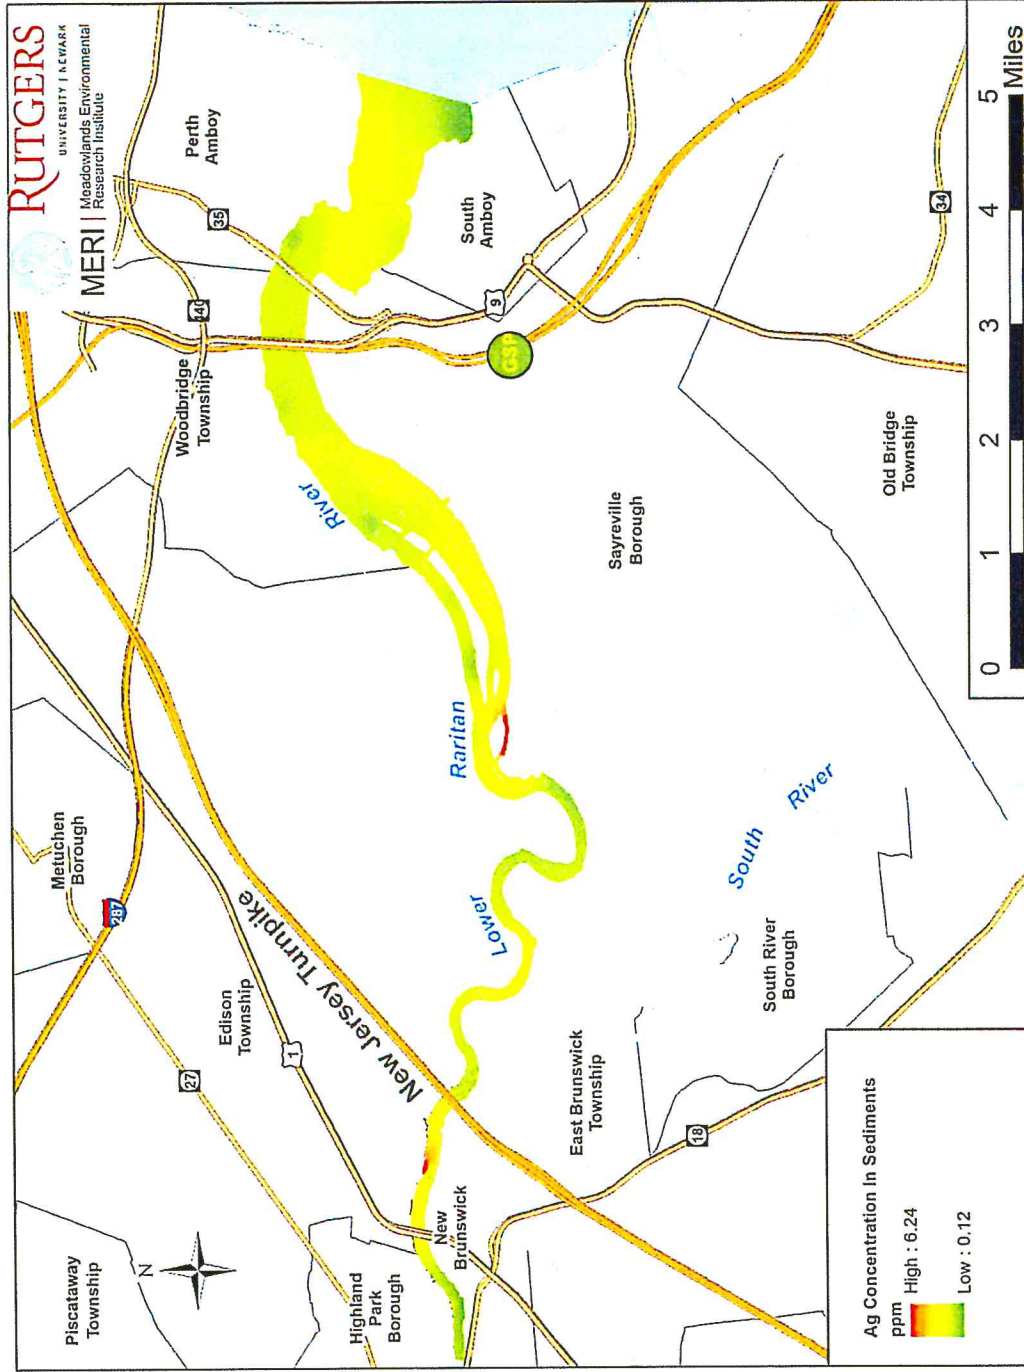 RUTGERS
UNIVERSITY | NEWARK
MERI | Meadowlands Environmental
Research Institute
Piscataway
Township
N
Metuchen
Borough
287
27
Edison
Township
1
New Jersey Turnpike
Woodbridge
Township
440
Perth
Amboy
35
Highland
Park
Borough
New
Brunswick
Lower
Raritan
River
South
Amboy
9
GSP
East Brunswick
Township
18
Sayreville
Borough
South
River
South River
Borough
Old Bridge
Township
34
Ag Concentration In Sediments
ppm
High : 6.24
Low : 0.12
0 1 2 3 4 5
Miles